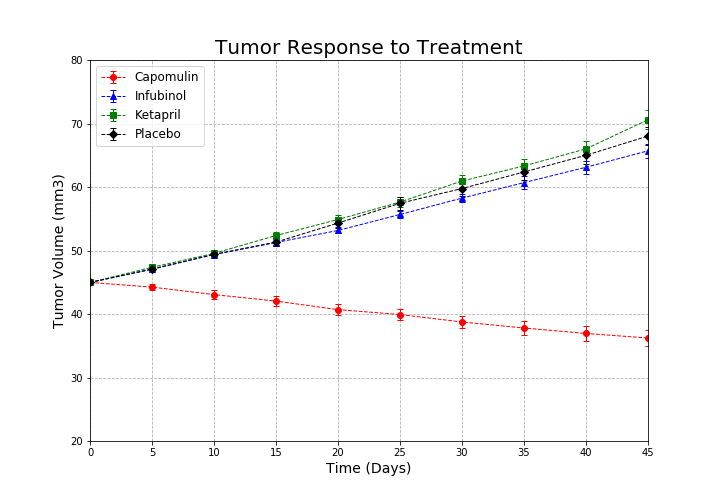 Tumor Response to Treatment
Capomulin
Infubinol
Ketapril
Placebo
Tumor Volume (mm3)
80
70
60
50
40
30
20
0 5 10 15 20 25 30 35 40 45
Time (Days)